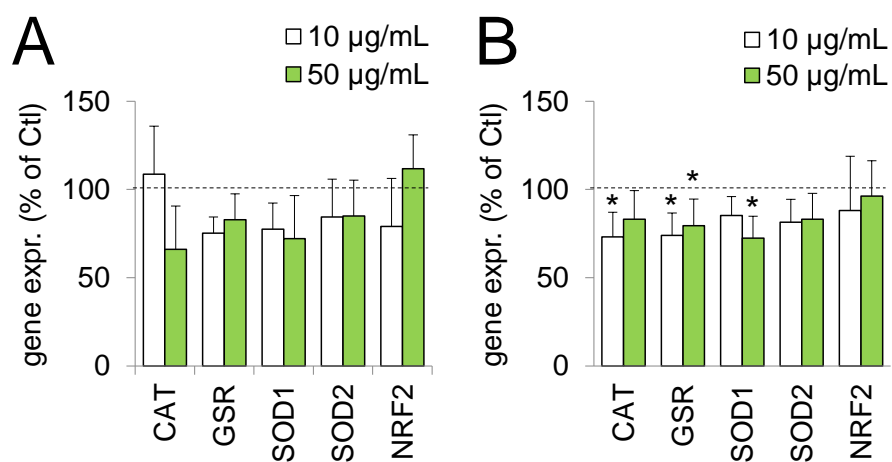 A
10 µg/mL
50 µg/mL
gene expr. (% of Ctl)
150
100
50
0
CAT
GSR
SOD1
SOD2
NRF2
B
10 µg/mL
50 µg/mL
gene expr. (% of Ctl)
150
100
50
0
*
*
*
*
CAT
GSR
SOD1
SOD2
NRF2